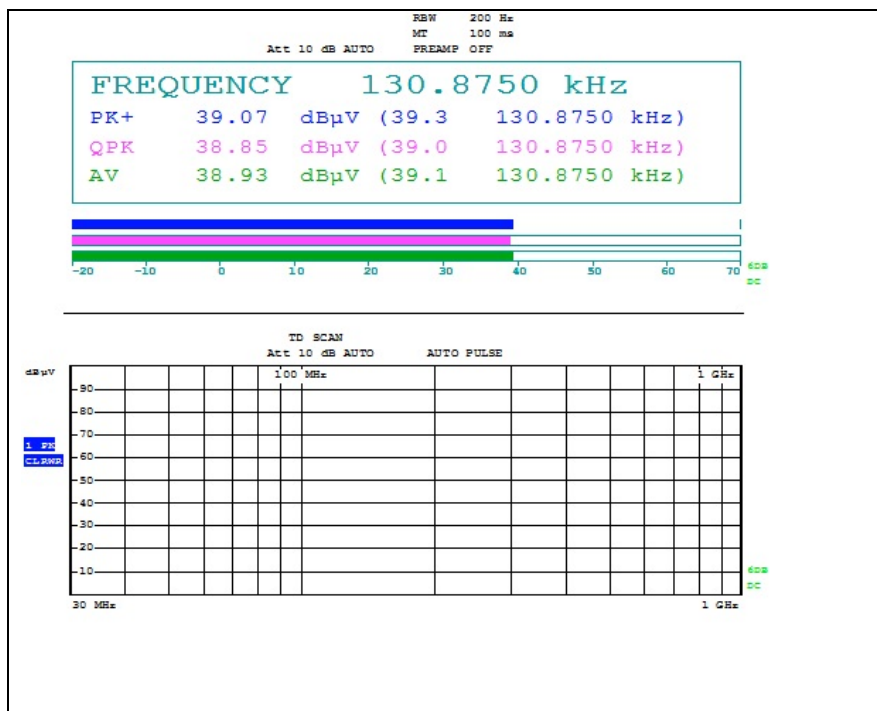 RBW 200 Hz
MT 100 ms
Att 10 dB AUTO PREAMP OFF
FREQUENCY 130.8750 kHz
PK+ 39.07 dBµV (39.3 130.8750 kHz)
QPK 38.85 dBµV (39.0 130.8750 kHz)
AV 38.93 dBµV (39.1 130.8750 kHz)
-20 -10 0 10 20 30 40 50 60 70
6DB
DC
TD SCAN
Att 10 dB AUTO AUTO PULSE
dBµV
100 MHz 1 GHz
90
80
70
1 PK
CLRWR
60
50
40
30
20
10
6DB
DC
30 MHz 1 GHz